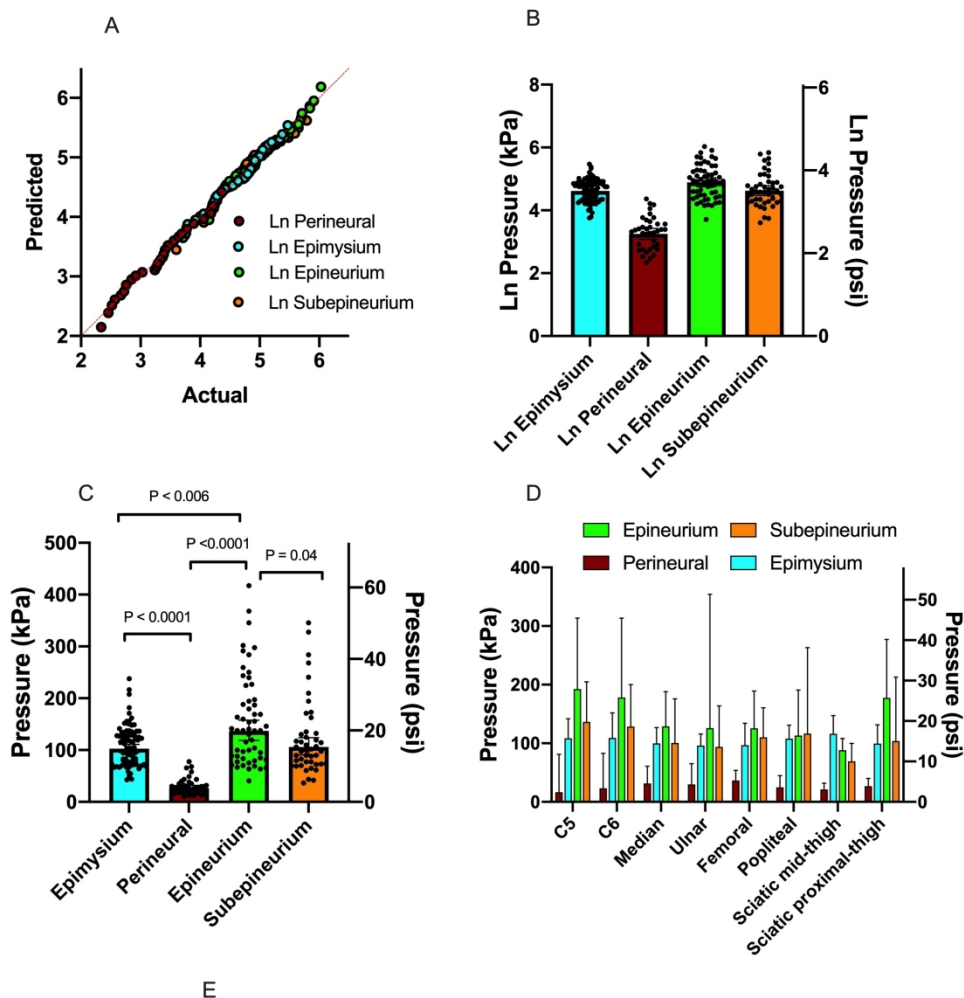 A
6
5
4
3
2
2
3
4
5
6
Predicted
Actual
Ln Perineural
Ln Epimysium
Ln Epineurium
Ln Subepineurium
B
8
6
4
2
0
Ln Pressure (kPa)
6
4
2
0
Ln Pressure (psi)
Ln Epimysium
Ln Perineural
Ln Epineurium
Ln Subepineurium
C
P < 0.006
P <0.0001
P = 0.04
P < 0.0001
500
400
300
200
100
0
Pressure (kPa)
60
40
20
0
Pressure (psi)
Epimysium
Perineural
Epineurium
Subepineurium
D
Epineurium
Subepineurium
Perineural
Epimysium
400
300
200
100
0
Pressure (kPa)
50
40
30
20
10
0
Pressure (psi)
C5
C6
Median
Ulnar
Femoral
Popliteal
Sciatic mid-thigh
Sciatic proximal-thigh
E